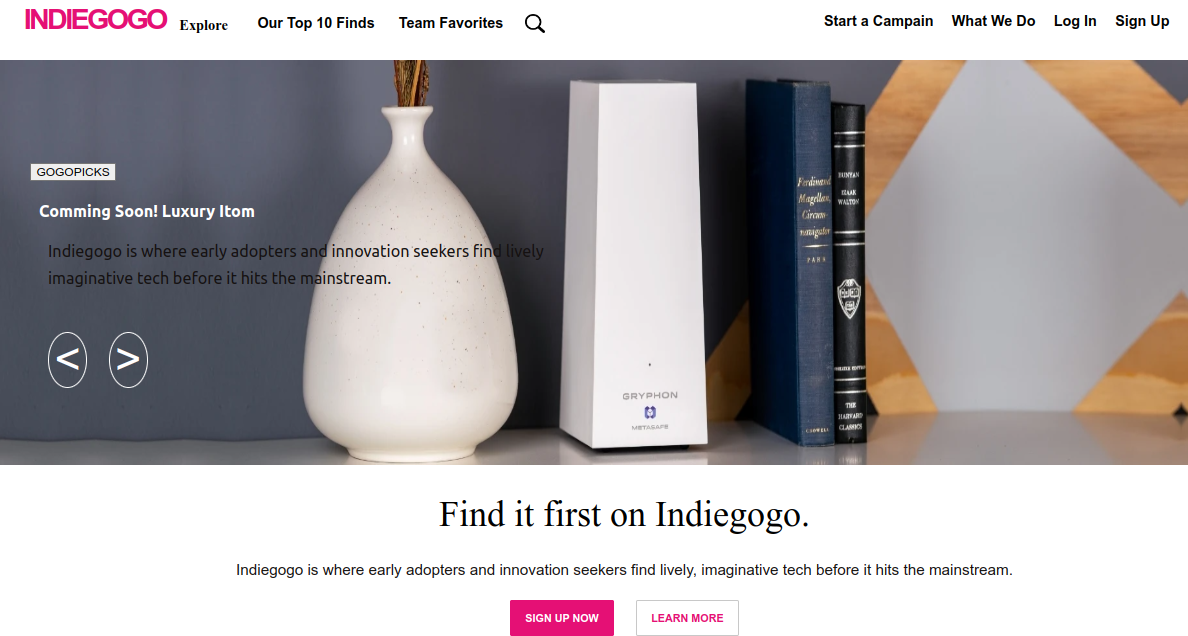 INDIEGOGO Explore Our Top 10 Finds Team Favorites Start a Campain What We Do Log In Sign Up
GOGOPICKS
Comming Soon! Luxury Itom
Indiegogo is where early adopters and innovation seekers find lively
imaginative tech before it hits the mainstream.
< >
GRYPHON
METASAFE
Ferdinand
Magellan,
Circum-
navigator
PARR
CROWELL
BUNYAN
IZAAK
WALTON
THE
HARVARD
CLASSICS
Find it first on Indiegogo.
Indiegogo is where early adopters and innovation seekers find lively, imaginative tech before it hits the mainstream.
SIGN UP NOW LEARN MORE